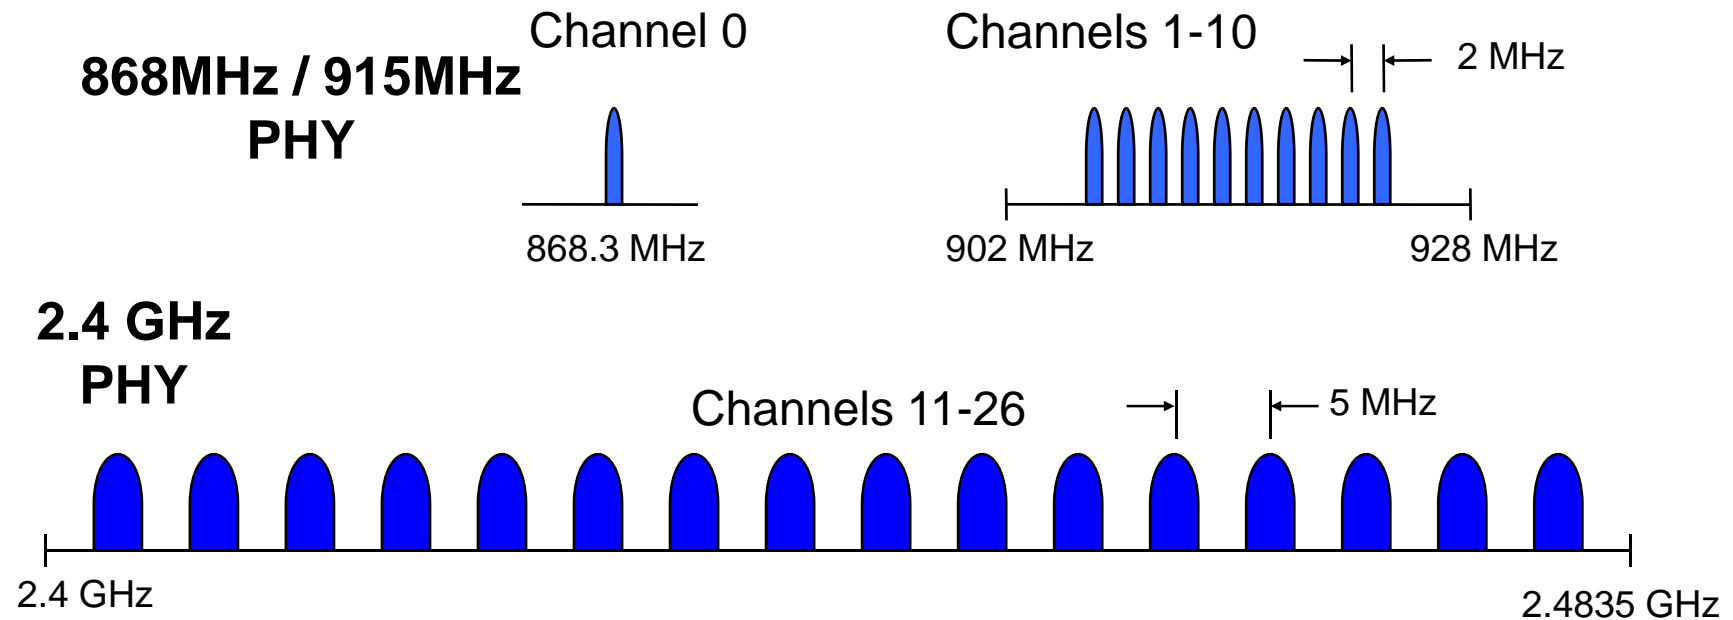 Channel 0
Channels 1-10
2 MHz
868MHz / 915MHz
PHY
868.3 MHz
902 MHz
928 MHz
2.4 GHz
PHY
Channels 11-26
5 MHz
2.4 GHz
2.4835 GHz